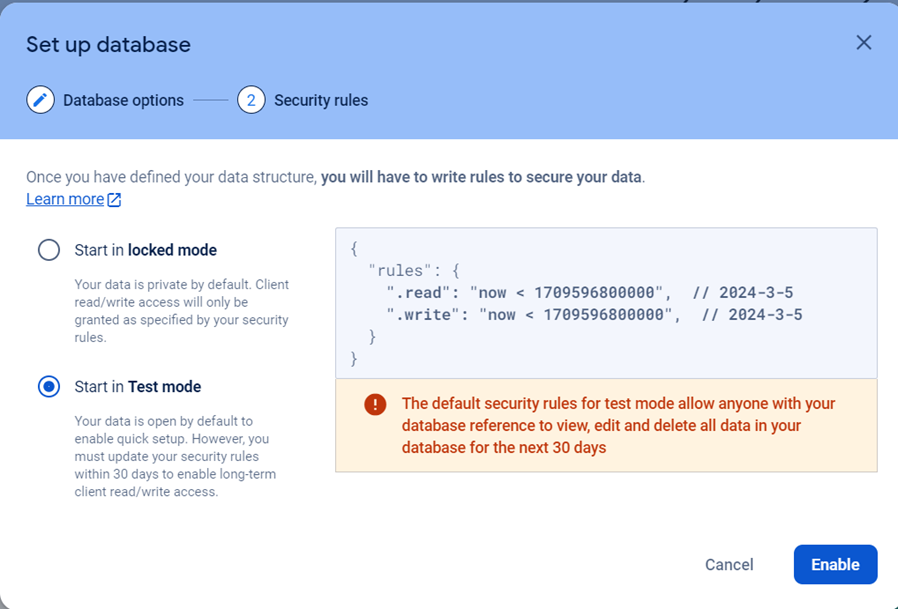 Set up database
Database options
2 Security rules
Once you have defined your data structure, you will have to write rules to secure your data.
Learn more
Start in locked mode
Your data is private by default. Client
read/write access will only be
granted as specified by your security
rules.
Start in Test mode
Your data is open by default to
enable quick setup. However, you
must update your security rules
within 30 days to enable long-term
client read/write access.
{
"rules": {
".read": "now < 1709596800000", // 2024-3-5
".write": "now < 1709596800000", // 2024-3-5
}
}
The default security rules for test mode allow anyone with your
database reference to view, edit and delete all data in your
database for the next 30 days
Cancel
Enable